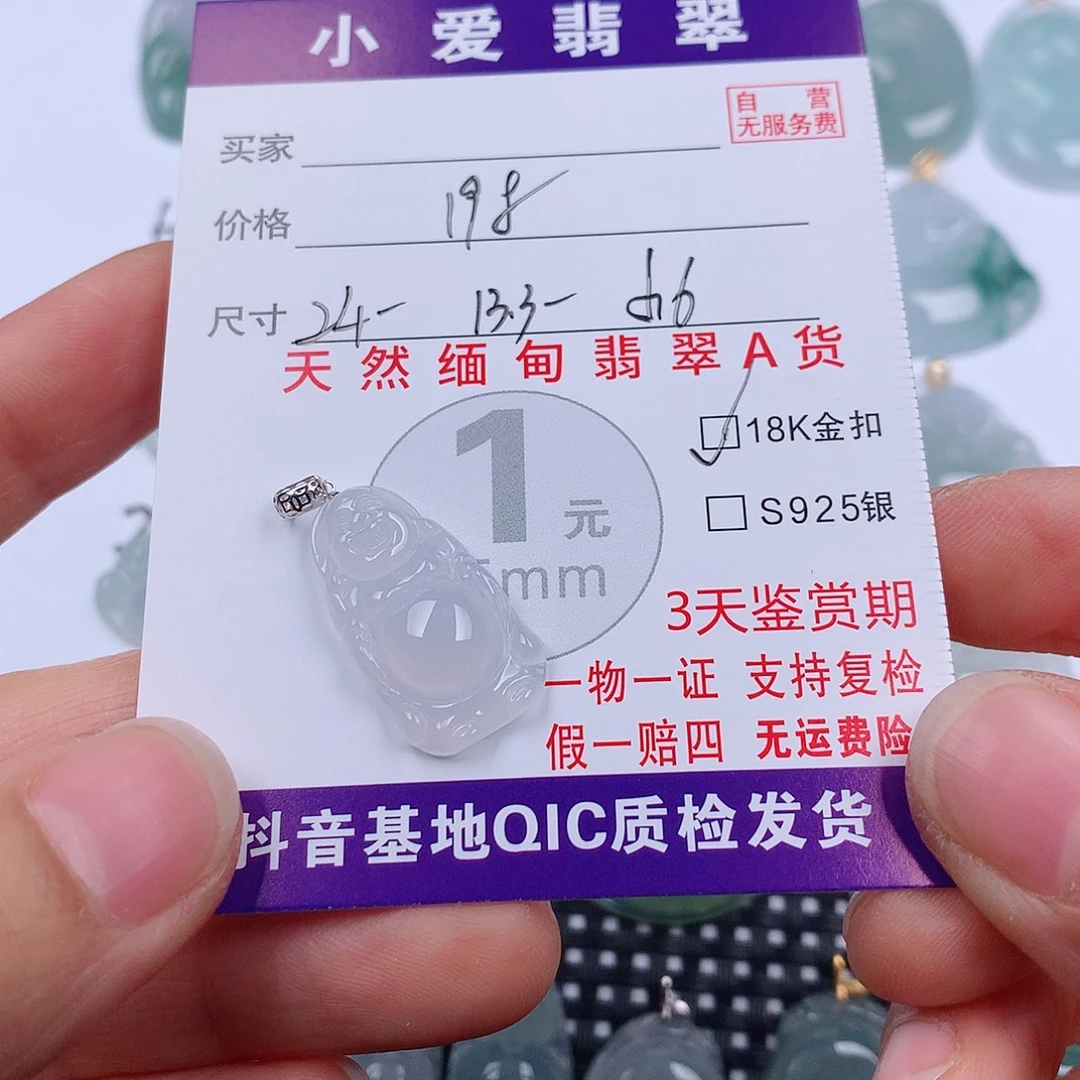 小爱翡翠
自营
无服务费
买家
价格 198
尺寸 24- 13.3-
天然缅甸翡翠A货
1元
mm
18K金扣
S925银
3天鉴赏期
一物一证 支持复检
假一赔四 无运费险
抖音基地QIC质检发货